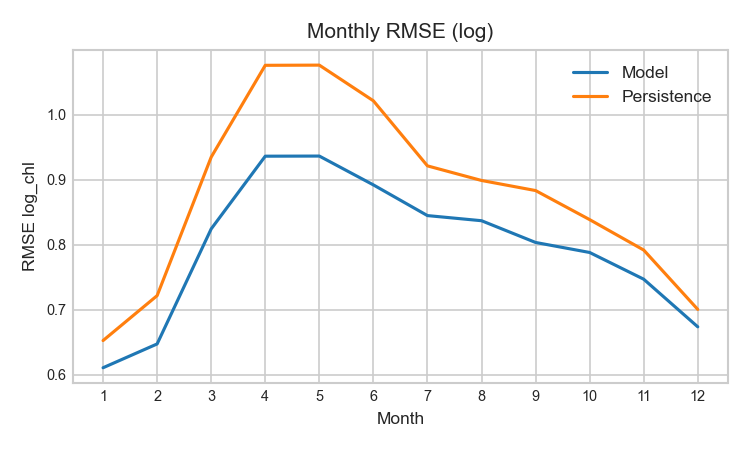 Monthly RMSE (log)
Model
Persistence
RMSE log_chl
1.0
0.9
0.8
0.7
0.6
1 2 3 4 5 6 7 8 9 10 11 12
Month